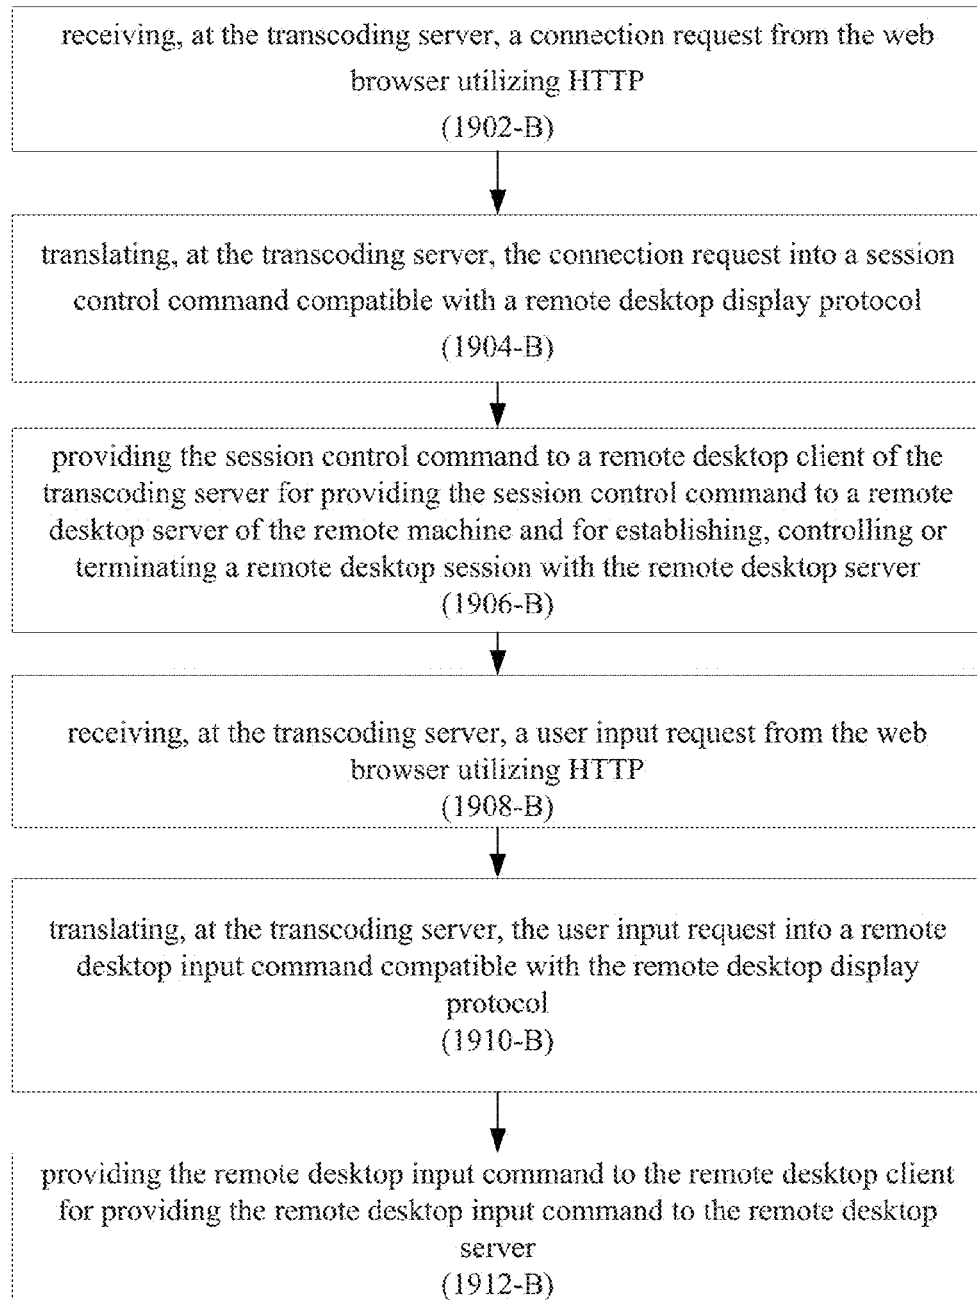 receiving, at the transcoding server, a connection request from the web
browser utilizing HTTP
(1902-B)
translating, at the transcoding server, the connection request into a session
control command compatible with a remote desktop display protocol
(1904-B)
providing the session control command to a remote desktop client of the
transcoding server for providing the session control command to a remote
desktop server of the remote machine and for establishing, controlling or
terminating a remote desktop session with the remote desktop server
(1906-B)
receiving, at the transcoding server, a user input request from the web
browser utilizing HTTP
(1908-B)
translating, at the transcoding server, the user input request into a remote
desktop input command compatible with the remote desktop display
protocol
(1910-B)
providing the remote desktop input command to the remote desktop client
for providing the remote desktop input command to the remote desktop
server
(1912-B)